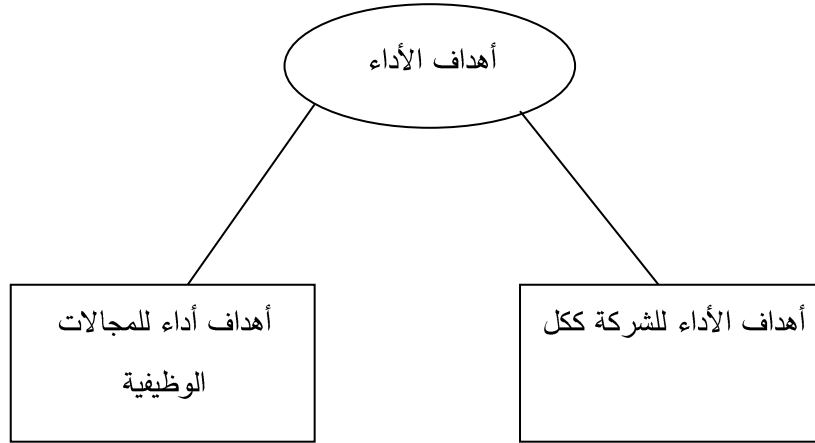 أهداف الأداء
أهداف الأداء للشركة ككل
أهداف أداء للمجالات
الوظيفية